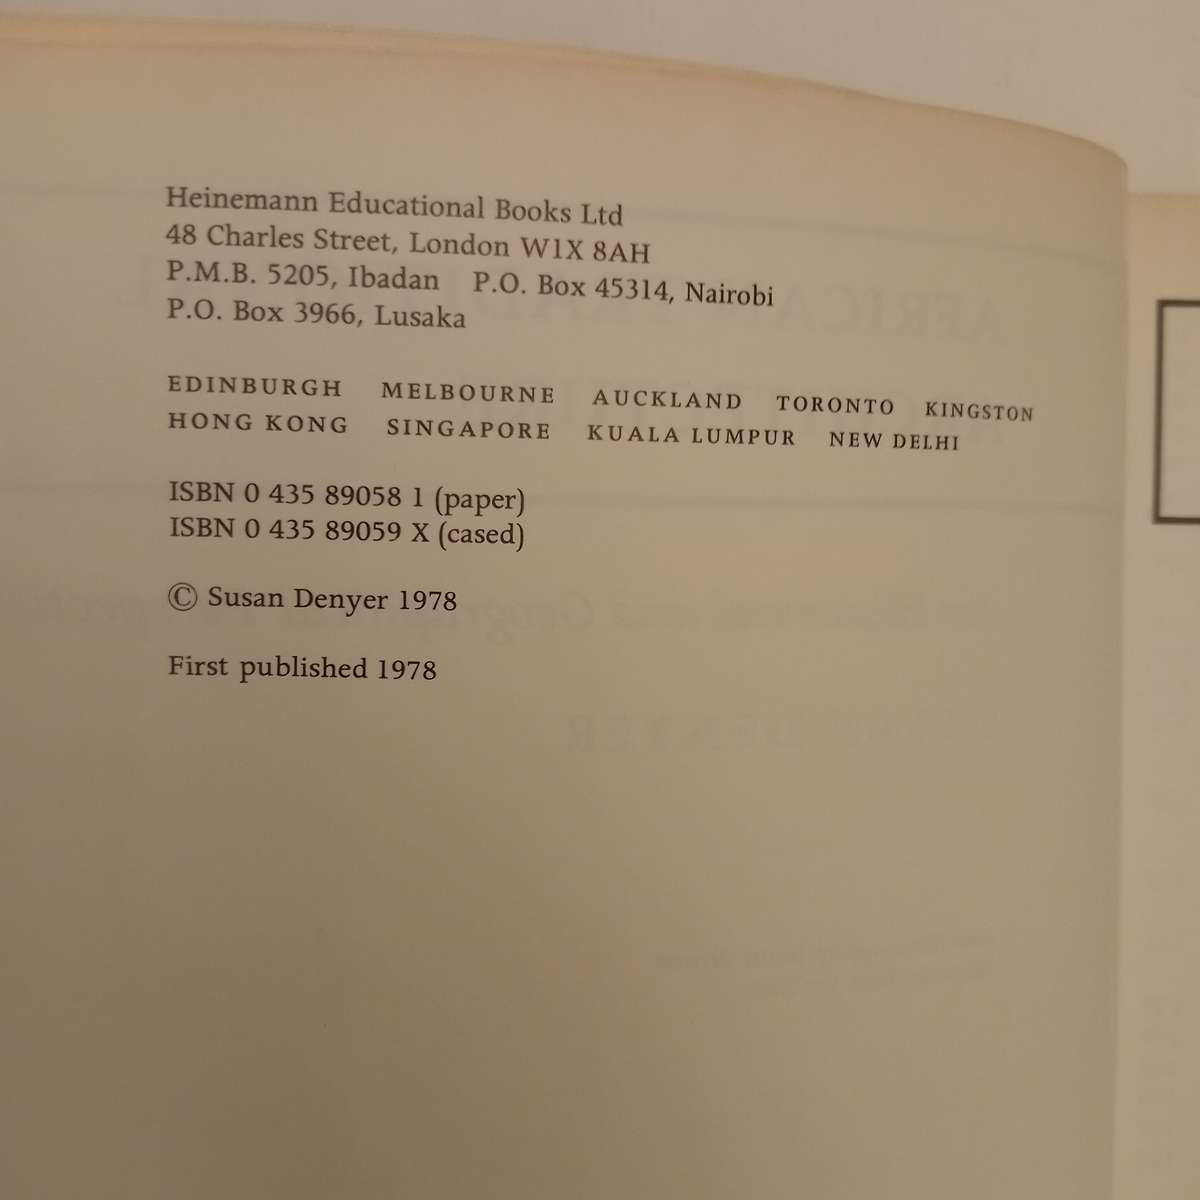 Heinemann Educational Books Ltd
48 Charles Street, London W1X 8AH
P.M.B. 5205, Ibadan P.O. Box 45314, Nairobi
P.O. Box 3966, Lusaka
EDINBURGH MELBOURNE AUCKLAND TORONTO KINGSTON
HONG KONG SINGAPORE KUALA LUMPUR NEW DELHI
ISBN 0 435 89058 1 (paper)
ISBN 0 435 89059 X (cased)
© Susan Denyer 1978
First published 1978